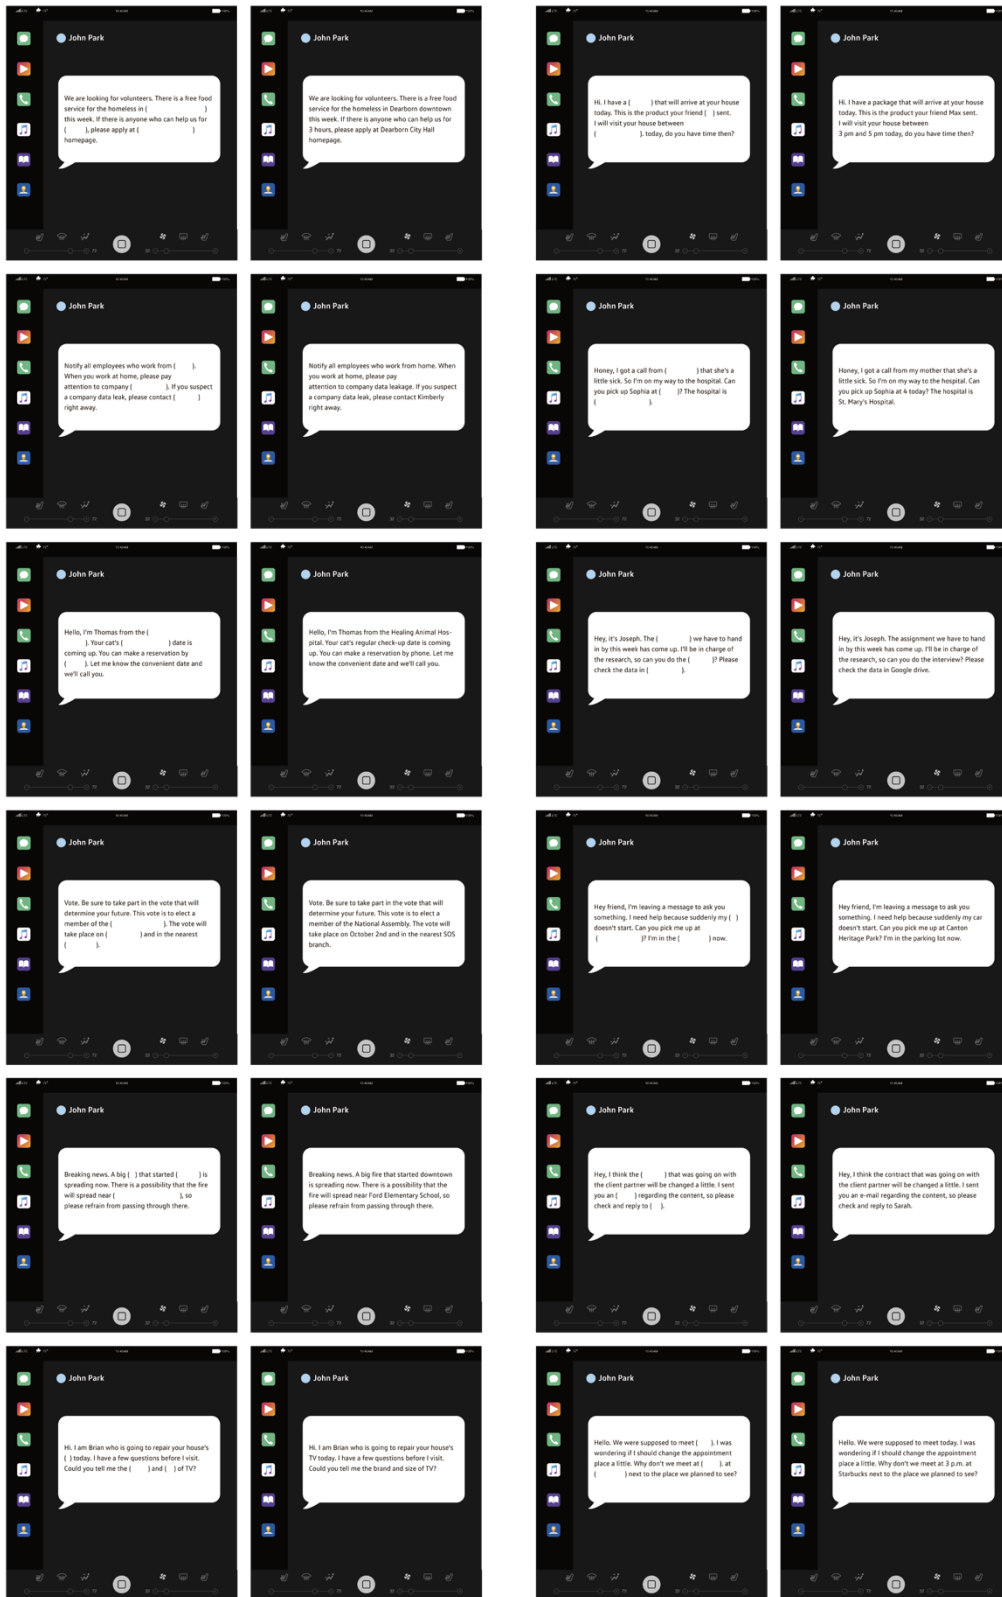 John Park
We are looking for volunteers. There is a free food
service for the homeless in ( )
this week. If there is anyone who can help us for
( ), please apply at ( )
homepage.
John Park
We are looking for volunteers. There is a free food
service for the homeless in Dearborn downtown
this week. If there is anyone who can help us for
3 hours, please apply at Dearborn City Hall
homepage.
John Park
Hi. I have a ( ) that will arrive at your house
today. This is the product your friend ( ) sent.
I will visit your house between
( ). today, do you have time then?
John Park
Hi. I have a package that will arrive at your house
today. This is the product your friend Max sent.
I will visit your house between
3 pm and 5 pm today, do you have time then?
John Park
Notify all employees who work from ( ).
When you work at home, please pay
attention to company ( ). If you suspect
a company data leak, please contact ( )
right away.
John Park
Notify all employees who work from home. When
you work at home, please pay
attention to company data leakage. If you suspect
a company data leak, please contact Kimberly
right away.
John Park
Honey, I got a call from ( ) that she's a
little sick. So I'm on my way to the hospital. Can
you pick up Sophia at ( )? The hospital is
( ).
John Park
Honey, I got a call from my mother that she's a
little sick. So I'm on my way to the hospital. Can
you pick up Sophia at 4 today? The hospital is
St. Mary's Hospital.
John Park
Hello, I'm Thomas from the (
). Your cat's ( ) date is
coming up. You can make a reservation by
( ). Let me know the convenient date and
we'll call you.
John Park
Hello, I'm Thomas from the Healing Animal Hos-
pital. Your cat's regular check-up date is coming
up. You can make a reservation by phone. Let me
know the convenient date and we'll call you.
John Park
Hey, it's Joseph. The ( ) we have to hand
in by this week has come up. I'll be in charge of
the research, so can you do the ( )? Please
check the data in ( ).
John Park
Hey, it's Joseph. The assignment we have to hand
in by this week has come up. I'll be in charge of
the research, so can you do the interview? Please
check the data in Google drive.
John Park
Vote. Be sure to take part in the vote that will
determine your future. This vote is to elect a
member of the ( ). The vote will
take place on ( ) and in the nearest
( ).
John Park
Vote. Be sure to take part in the vote that will
determine your future. This vote is to elect a
member of the National Assembly. The vote will
take place on October 2nd and in the nearest SOS
branch.
John Park
Hey friend, I'm leaving a message to ask you
something. I need help because suddenly my ( )
doesn't start. Can you pick me up at
( )? I'm in the ( ) now.
John Park
Hey friend, I'm leaving a message to ask you
something. I need help because suddenly my car
doesn't start. Can you pick me up at Canton
Heritage Park? I'm in the parking lot now.
John Park
Breaking news. A big ( ) that started ( ) is
spreading now. There is a possibility that the fire
will spread near ( ), so
please refrain from passing through there.
John Park
Breaking news. A big fire that started downtown
is spreading now. There is a possibility that the
fire will spread near Ford Elementary School, so
please refrain from passing through there.
John Park
Hey, I think the ( ) that was going on with
the client partner will be changed a little. I sent
you an ( ) regarding the content, so please
check and reply to ( ).
John Park
Hey, I think the contract that was going on with
the client partner will be changed a little. I sent
you an e-mail regarding the content, so please
check and reply to Sarah.
John Park
Hi. I am Brian who is going to repair your house's
( ) today. I have a few questions before I visit.
Could you tell me the ( ) and ( ) of TV?
John Park
Hi. I am Brian who is going to repair your house's
TV today. I have a few questions before I visit.
Could you tell me the brand and size of TV?
John Park
Hello. We were supposed to meet ( ). I was
wondering if I should change the appointment
place a little. Why don't we meet at ( ). at
( ) next to the place we planned to see?
John Park
Hello. We were supposed to meet today. I was
wondering if I should change the appointment
place a little. Why don't we meet at 3 p.m. at
Starbucks next to the place we planned to see?